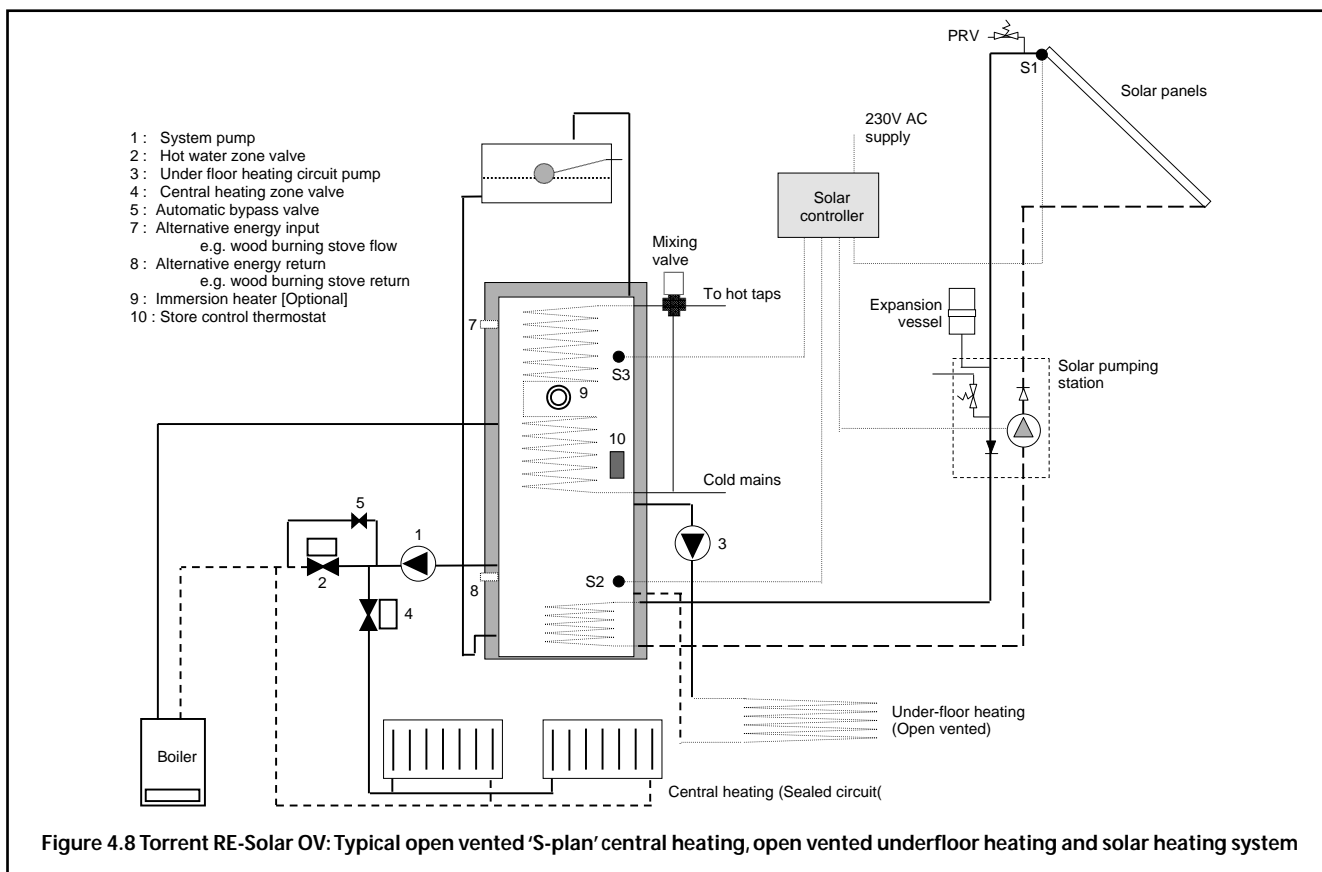 PRV
S1
Solar panels
230V AC
supply
1 : System pump
2 : Hot water zone valve
3 : Under floor heating circuit pump
4 : Central heating zone valve
5 : Automatic bypass valve
7 : Alternative energy input
e.g. wood burning stove flow
8 : Alternative energy return
e.g. wood burning stove return
9 : Immersion heater [Optional]
10 : Store control thermostat
Solar
controller
Mixing
valve
To hot taps
Expansion
vessel
7
S3
Solar pumping
station
9
10
Cold mains
5
1
3
2
S2
8
4
Under-floor heating
(Open vented)
Boiler
Central heating (Sealed circuit(
Figure 4.8 Torrent RE-Solar OV: Typical open vented ‘S-plan’ central heating, open vented underfloor heating and solar heating system